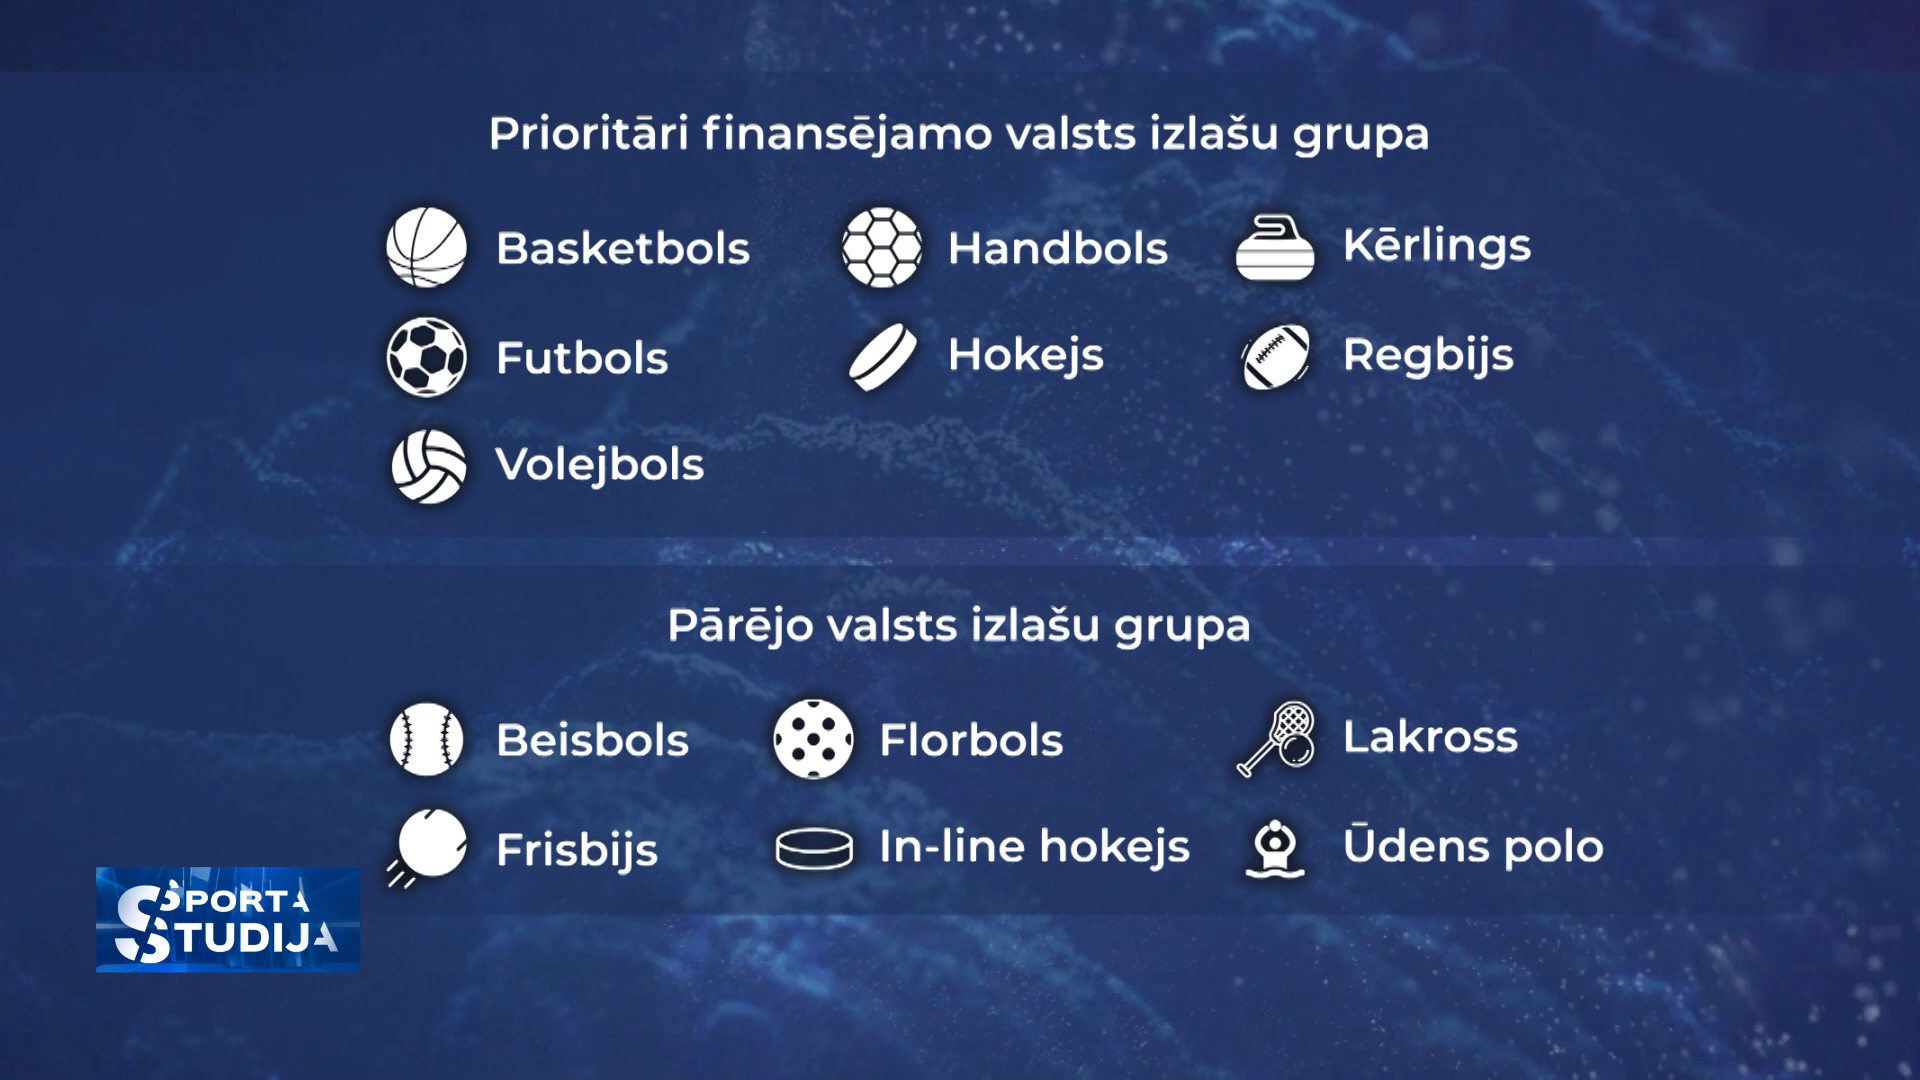 Prioritāri finansējamo valsts izlašu grupa
Basketbols
Handbols
Kērlings
Futbols
Hokejs
Regbijs
Volejbols
Pārējo valsts izlašu grupa
Beisbols
Florbols
Lakross
Frisbijs
In-line hokejs
Ūdens polo
SPORTA
STUDIJA